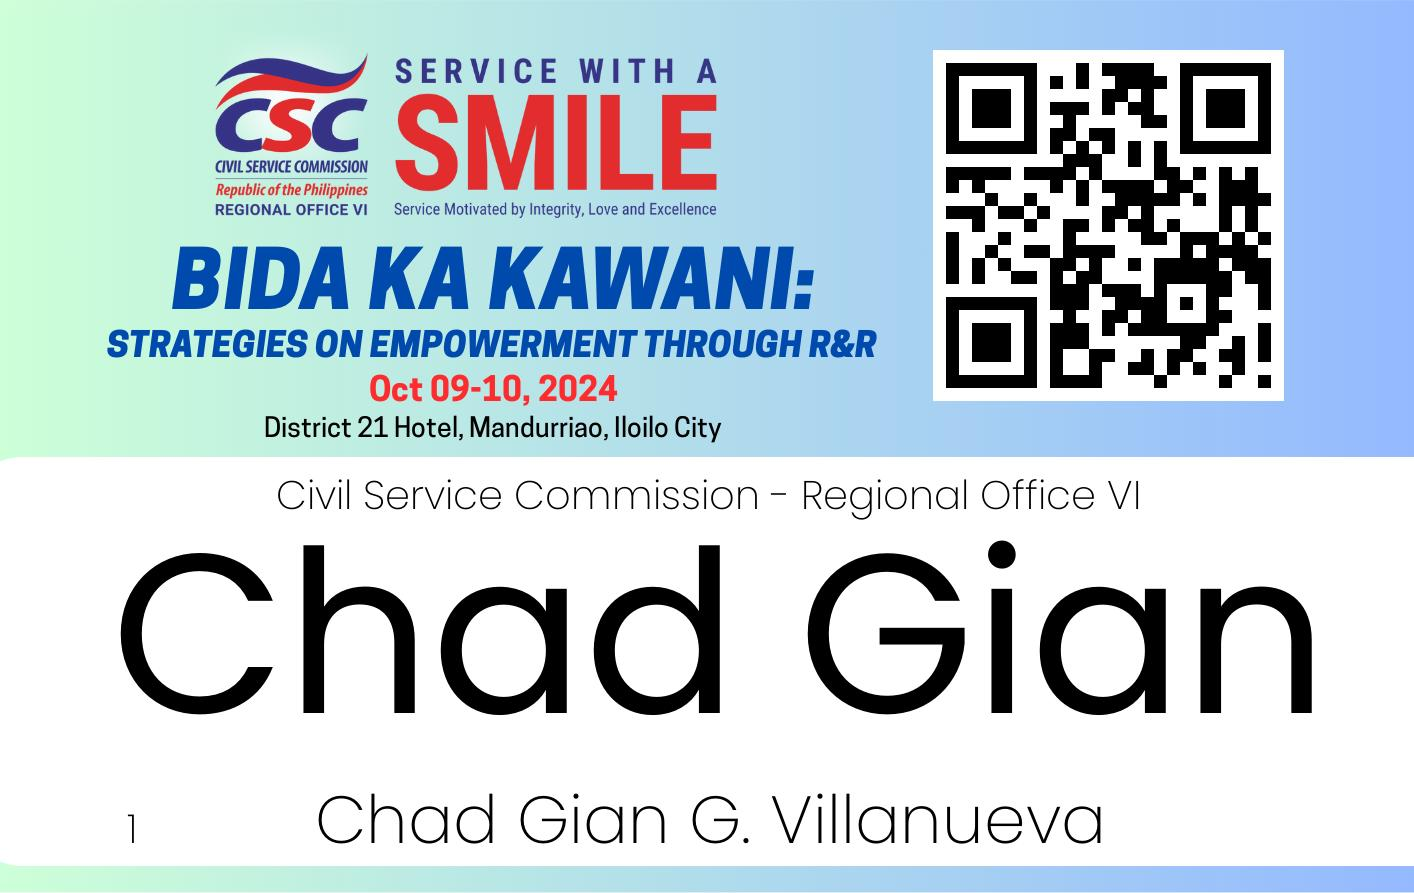 CSC
CIVIL SERVICE COMMISSION
Republic of the Philippines
REGIONAL OFFICE VI
SERVICE WITH A
SMILE
Service Motivated by Integrity, Love and Excellence
BIDA KA KAWANI:
STRATEGIES ON EMPOWERMENT THROUGH R&R
Oct 09-10, 2024
District 21 Hotel, Mandurriao, Iloilo City
Civil Service Commission - Regional Office VI
Chad Gian
Chad Gian G. Villanueva
1